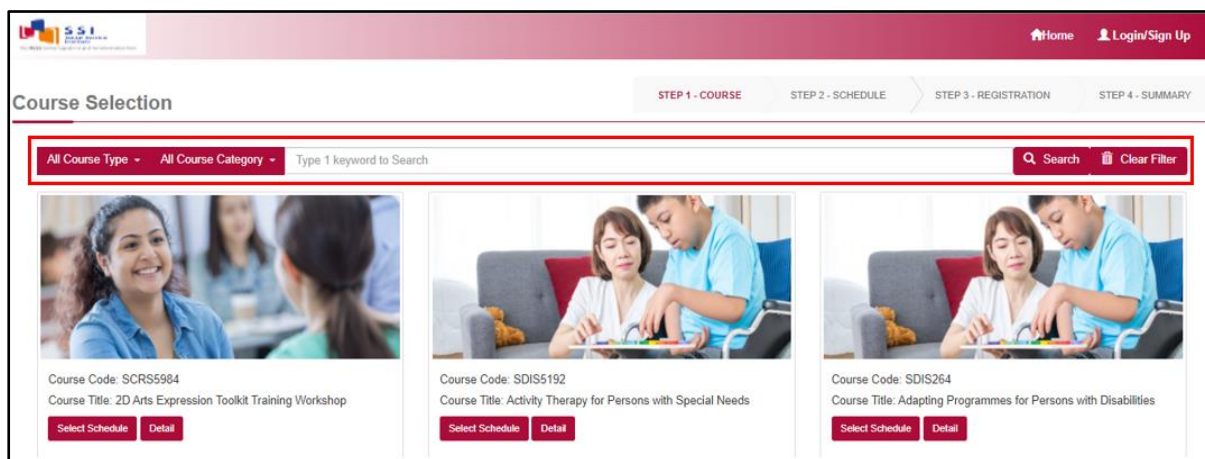 SSI
Home
Login/Sign Up
Course Selection
STEP 1 - COURSE
STEP 2 - SCHEDULE
STEP 3 - REGISTRATION
STEP 4 - SUMMARY
All Course Type
All Course Category
Type 1 keyword to Search
Search
Clear Filter
Course Code: SCRS5984
Course Title: 2D Arts Expression Toolkit Training Workshop
Select Schedule
Detail
Course Code: SDIS5192
Course Title: Activity Therapy for Persons with Special Needs
Select Schedule
Detail
Course Code: SDIS264
Course Title: Adapting Programmes for Persons with Disabilities
Select Schedule
Detail